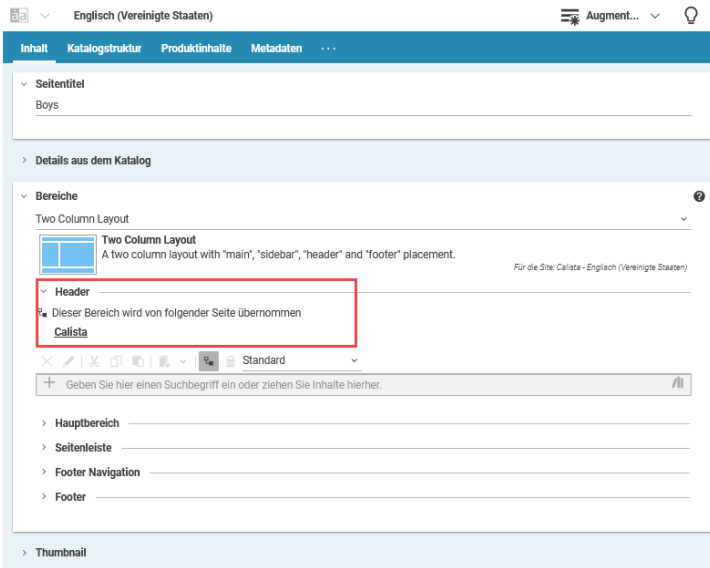 äa Englisch (Vereinigte Staaten) Augment...
Inhalt Katalogstruktur Produktinhalte Metadaten ...
Seitentitel
Boys
Details aus dem Katalog
Bereiche
Two Column Layout
Two Column Layout
A two column layout with "main", "sidebar", "header" and "footer" placement.
Für die Site: Calista - Englisch (Vereinigte Staaten)
Header
Dieser Bereich wird von folgender Seite übernommen
Calista
Standard
Geben Sie hier einen Suchbegriff ein oder ziehen Sie Inhalte hierher.
Hauptbereich
Seitenleiste
Footer Navigation
Footer
Thumbnail